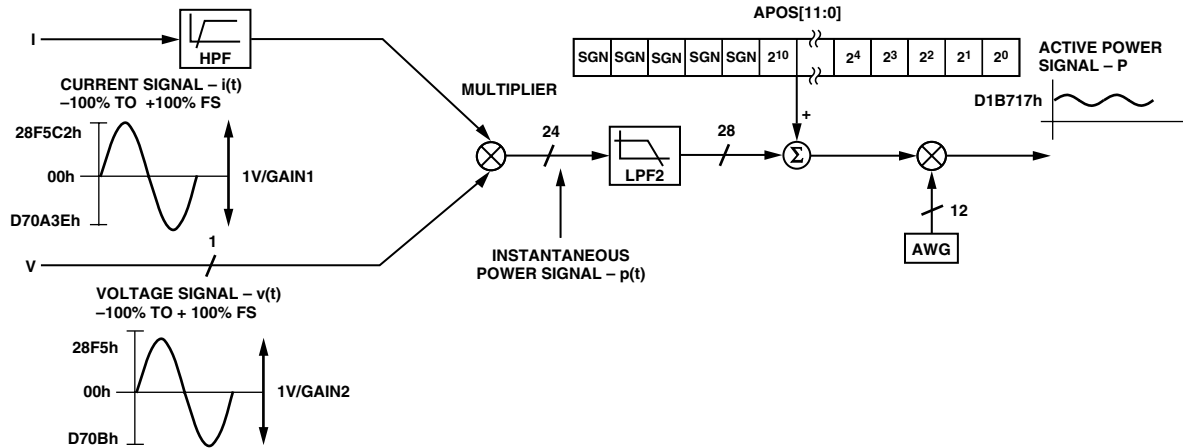 APOS[11:0]
I
HPF
SGN SGN SGN SGN SGN 2¹⁰ 2⁴ 2³ 2² 2¹ 2⁰
ACTIVE POWER
SIGNAL – P
CURRENT SIGNAL – i(t)
–100% TO +100% FS
MULTIPLIER
D1B717h
+
28F5C2h
24
28
Σ
LPF2
00h
1V/GAIN1
D70A3Eh
12
1
INSTANTANEOUS
POWER SIGNAL – p(t)
AWG
V
VOLTAGE SIGNAL – v(t)
–100% TO + 100% FS
28F5h
00h
1V/GAIN2
D70Bh